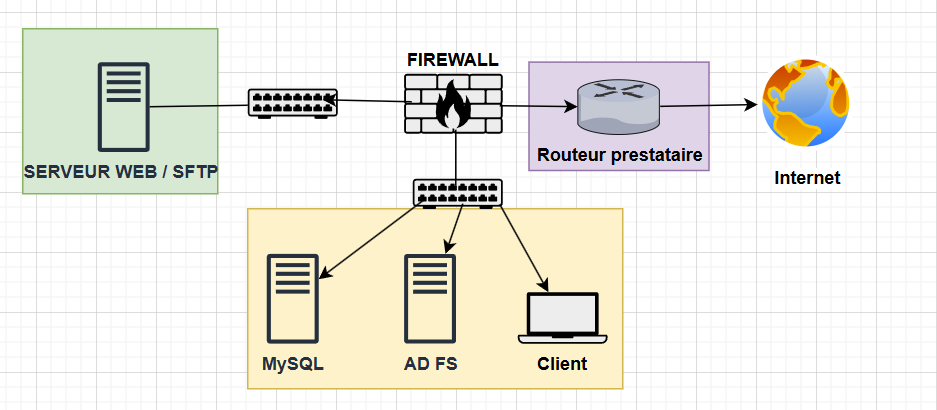 FIREWALL
SERVEUR WEB / SFTP
Routeur prestataire
Internet
MySQL
AD FS
Client